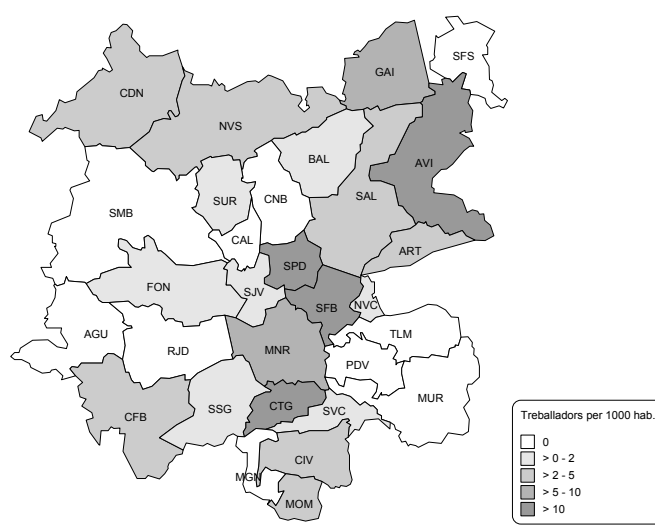 SFS
GAI
CDN
NVS
BAL
AVI
SUR
CNB
SAL
SMB
CAL
ART
SPD
FON
SJV
SFB
NVC
AGU
TLM
RJD
MNR
PDV
MUR
CFB
SSG
CTG
SVC
CIV
MGN
MOM
Treballadors per 1000 hab.
0
> 0 - 2
> 2 - 5
> 5 - 10
> 10